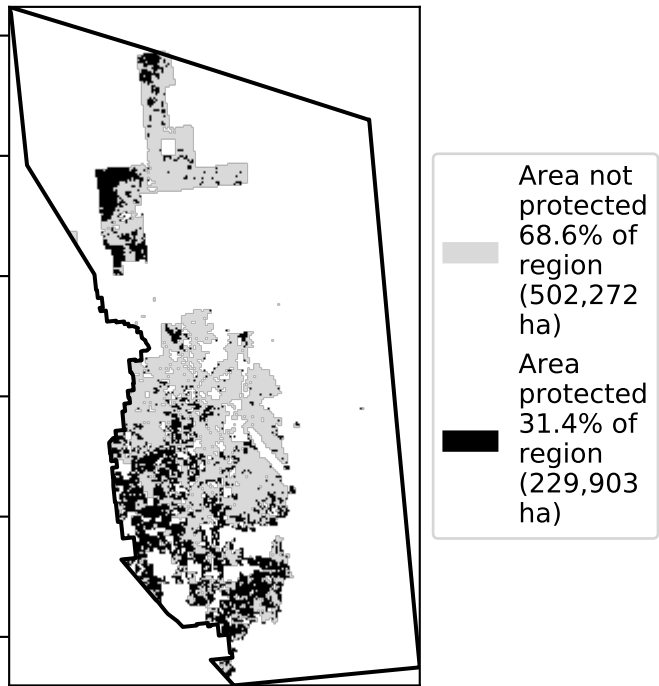 Area not
protected
68.6% of
region
(502,272
ha)
Area
protected
31.4% of
region
(229,903
ha)